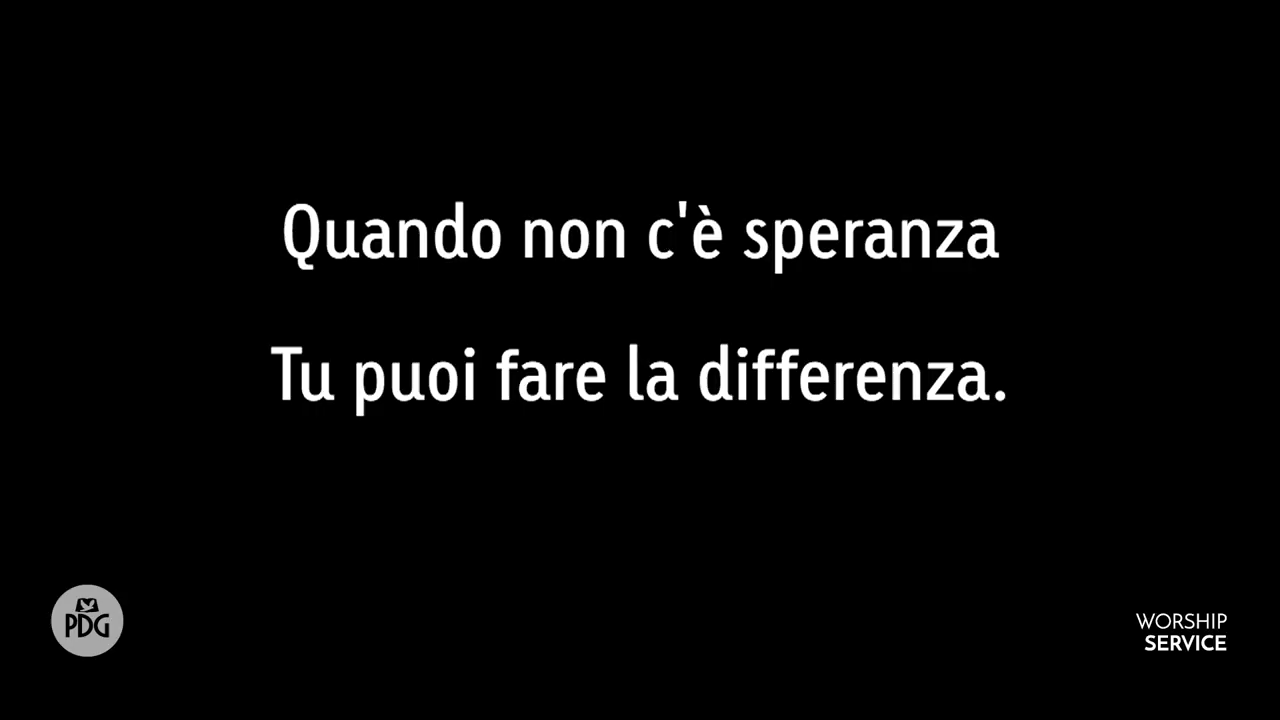 Quando non c'è speranza
Tu puoi fare la differenza.
PDG
WORSHIP
SERVICE